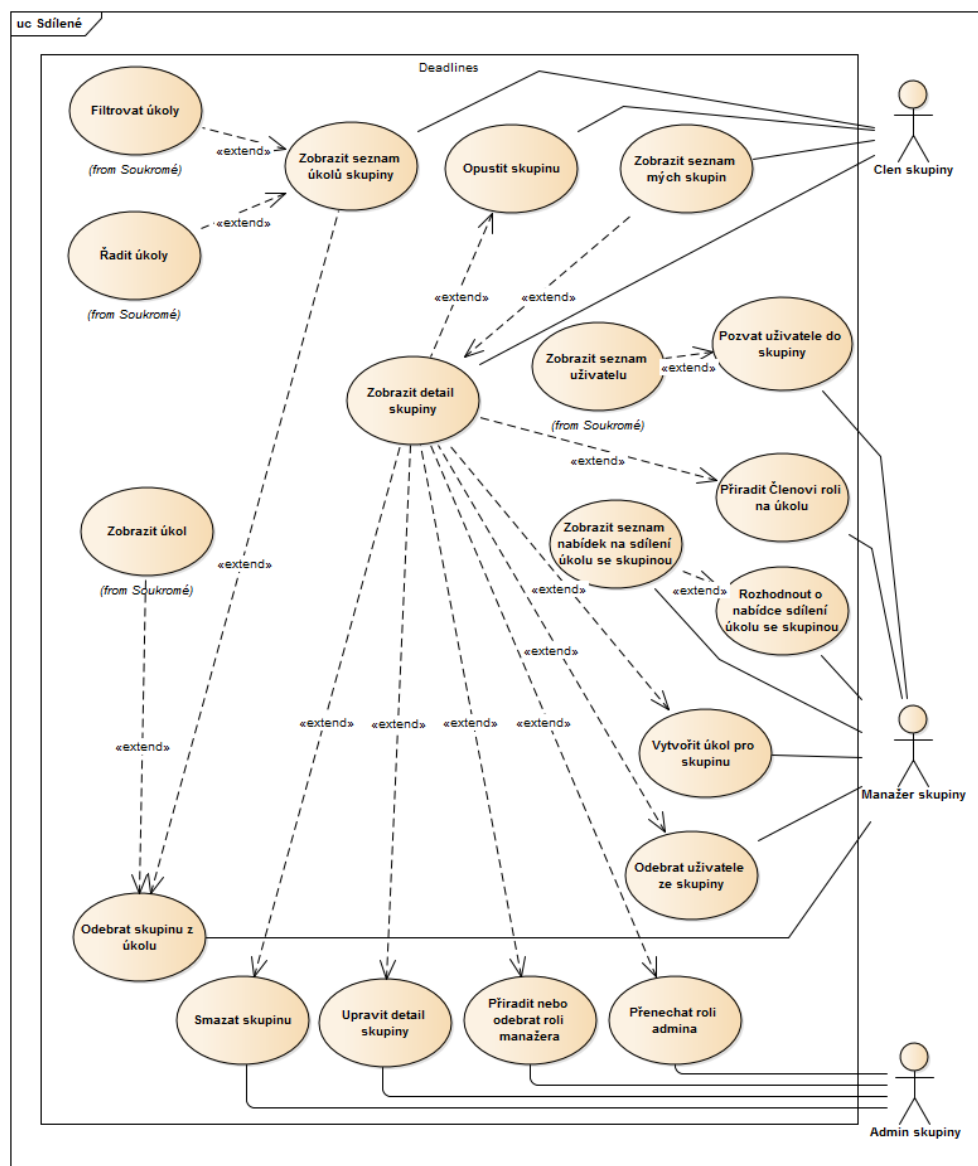 uc Sdílené
Deadlines
Filtrovat úkoly
(from Soukromé)
«extend»
Zobrazit seznam
úkolů skupiny
Opustit skupinu
Zobrazit seznam
mých skupin
Clen skupiny
Řadit úkoly
(from Soukromé)
«extend»
«extend»
«extend»
Zobrazit detail
skupiny
Zobrazit seznam
uživatelu
(from Soukromé)
«extend»
Pozvat uživatele do
skupiny
«extend»
Přiradit Členovi roli
na úkolu
Zobrazit úkol
(from Soukromé)
«extend»
Zobrazit seznam
nabídek na sdílení
úkolu se skupinou
«extend»
Rozhodnout o
nabídce sdílení
úkolu se skupinou
«extend»
«extend»
«extend»
«extend»
«extend»
«extend»
«extend»
Vytvořit úkol pro
skupinu
Manažer skupiny
Odebrat uživatele
ze skupiny
Odebrat skupinu z
úkolu
Smazat skupinu
Upravit detail
skupiny
Přiradit nebo
odebrat roli
manažera
Přenechat roli
admina
Admin skupiny